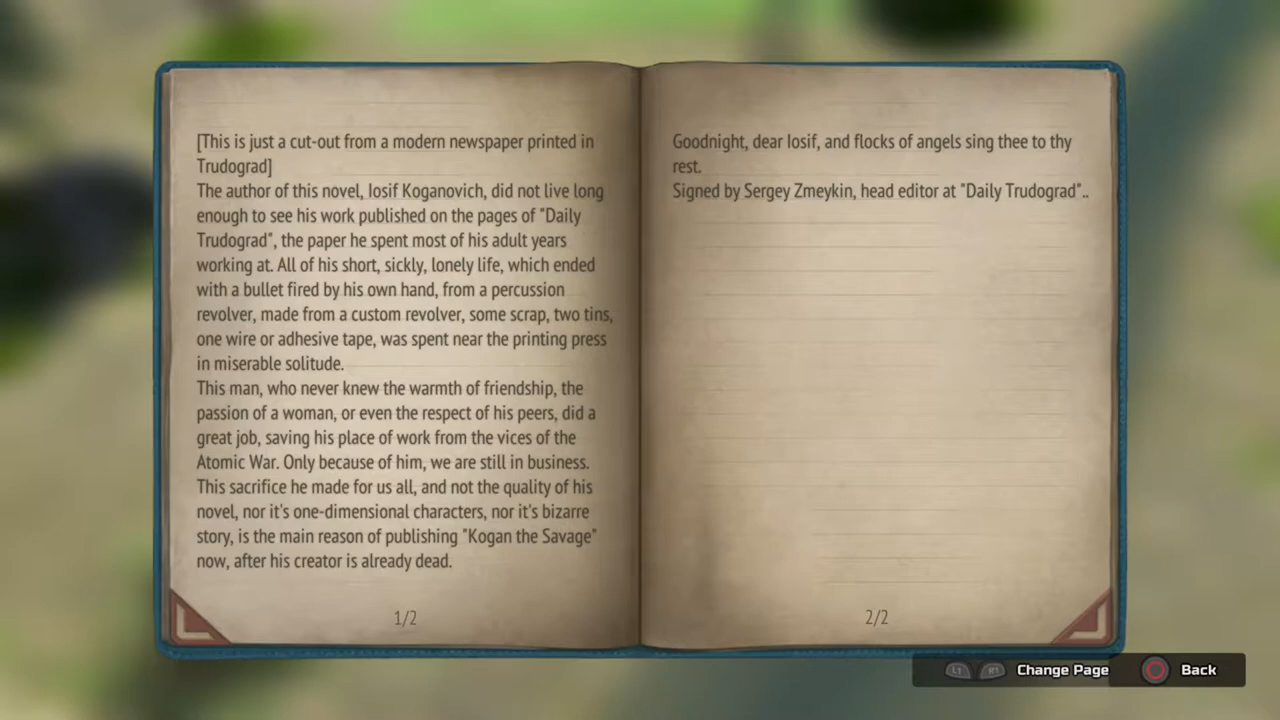 [This is just a cut-out from a modern newspaper printed in
Trudograd]
The author of this novel, Iosif Koganovich, did not live long
enough to see his work published on the pages of "Daily
Trudograd", the paper he spent most of his adult years
working at. All of his short, sickly, lonely life, which ended
with a bullet fired by his own hand, from a percussion
revolver, made from a custom revolver, some scrap, two tins,
one wire or adhesive tape, was spent near the printing press
in miserable solitude.
This man, who never knew the warmth of friendship, the
passion of a woman, or even the respect of his peers, did a
great job, saving his place of work from the vices of the
Atomic War. Only because of him, we are still in business.
This sacrifice he made for us all, and not the quality of his
novel, nor it's one-dimensional characters, nor it's bizarre
story, is the main reason of publishing "Kogan the Savage"
now, after his creator is already dead.
1/2
Goodnight, dear Iosif, and flocks of angels sing thee to thy
rest.
Signed by Sergey Zmeykin, head editor at "Daily Trudograd"..
2/2
L1 R1 Change Page Back